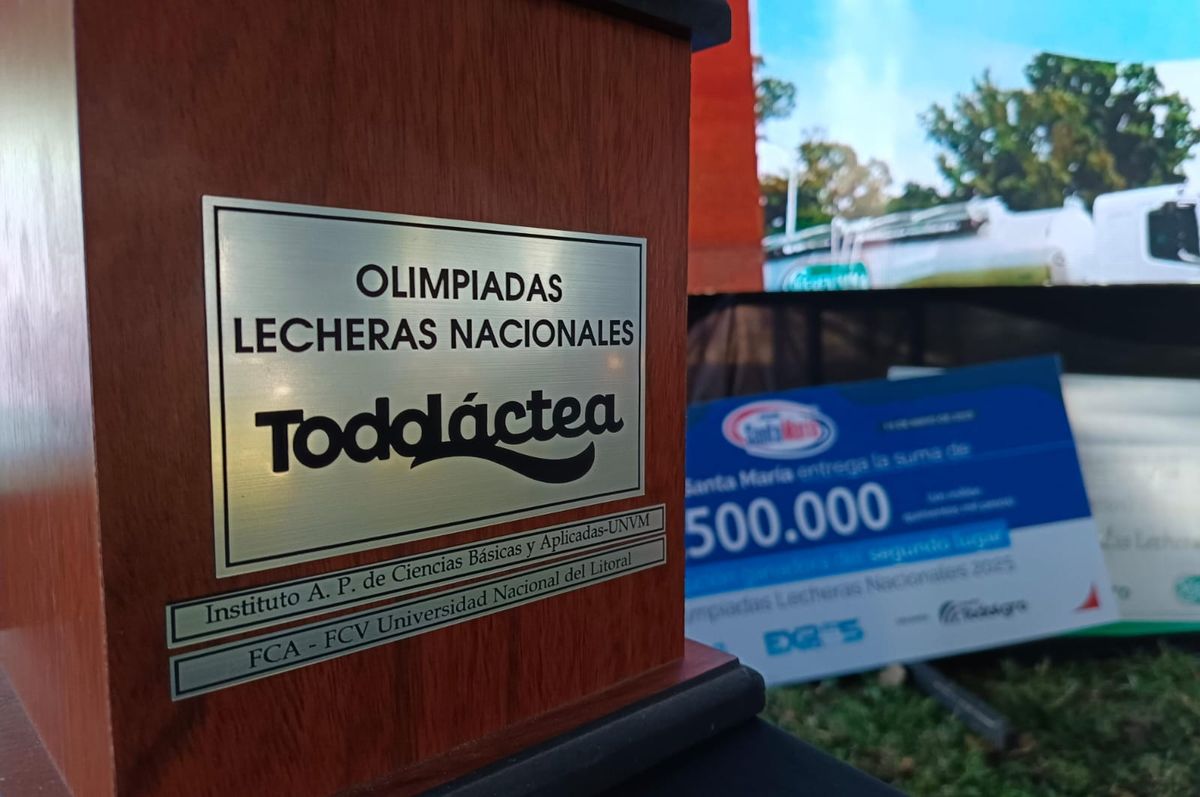 OLIMPIADAS
LECHERAS NACIONALES
Todoláctea
Instituto A. P. de Ciencias Básicas y Aplicadas-UNVM
FCA - FCV Universidad Nacional del Litoral
Santa María
Santa María entrega la suma de
500.000
segundo lugar
mpiadas Lecheras Nacionales 2025